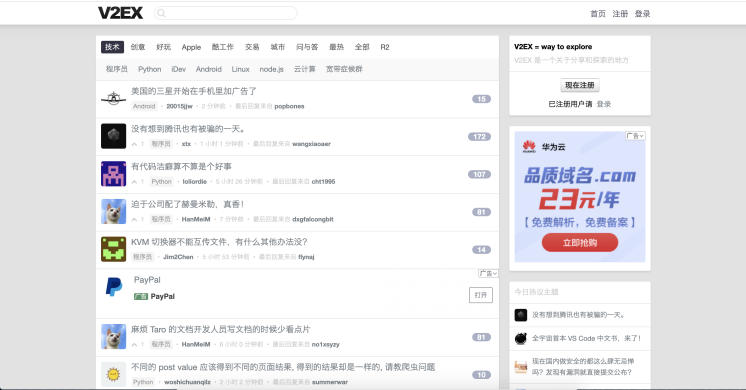 V2EX
首页 注册 登录
技术 创意 好玩 Apple 酷工作 交易 城市 问与答 最热 全部 R2
程序员 Python iDev Android Linux node.js 云计算 宽带症候群
美国的三星开始在手机里加广告了
Android • 20015jjw • 2 分钟前 • 最后回复来自 popbones
15
没有想到腾讯也有被骗的一天。
1 程序员 • xtx • 1 小时 1 分钟前 • 最后回复来自 wangxiaoaer
172
有代码洁癖算不算是个好事
1 Python • lollordie • 5 小时 26 分钟前 • 最后回复来自 cht1995
107
迫于公司配了赫曼米勒、真香!
1 程序员 • HanMeiM • 7 分钟前 • 最后回复来自 dxgfalcongbit
81
KVM 切换器不能互传文件、有什么其他办法没?
程序员 • Jim2Chen • 5 小时 53 分钟前 • 最后回复来自 flynaj
14
广告
PayPal
广告 PayPal
打开
麻烦 Taro 的文档开发人员写文档的时候少看点片
1 程序员 • HanMeiM • 6 小时 0 分钟前 • 最后回复来自 no1xsyzy
81
不同的 post value 应该得到不同的页面结果, 得到的结果却是一样的, 请教爬虫问题
Python • woshichuanqilz • 2 小时 2 分钟前 • 最后回复来自 summerwar
10
V2EX = way to explore
V2EX 是一个关于分享和探索的地方
现在注册
已注册用户请 登录
广告
HUAWEI
华为云
品质域名.com
23元/年
【 免费解析，免费备案 】
立即抢购
今日热议主题
没有想到腾讯也有被骗的一天。
全宇宙首本 VS Code 中文书、来了!
现在国内做安全的都这么肆无忌惮
吗？发现有漏洞就直接提交公布?